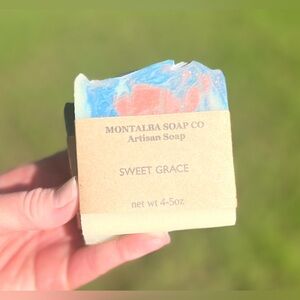 MONTALBA SOAP CO
Artisan Soap
SWEET GRACE
net wt 4-5oz